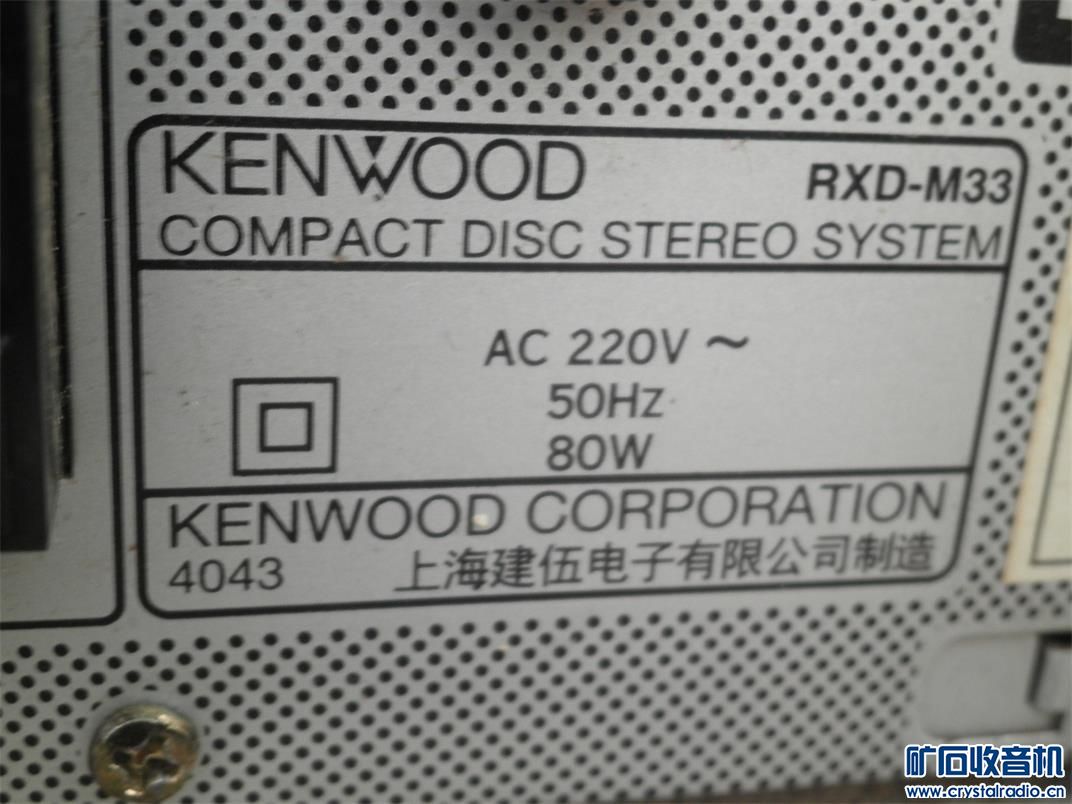 KENWOOD RXD-M33
COMPACT DISC STEREO SYSTEM
AC 220V ~
50Hz
80W
KENWOOD CORPORATION
4043 上海建伍电子有限公司制造
矿石收音机
www.crystalradio.cn